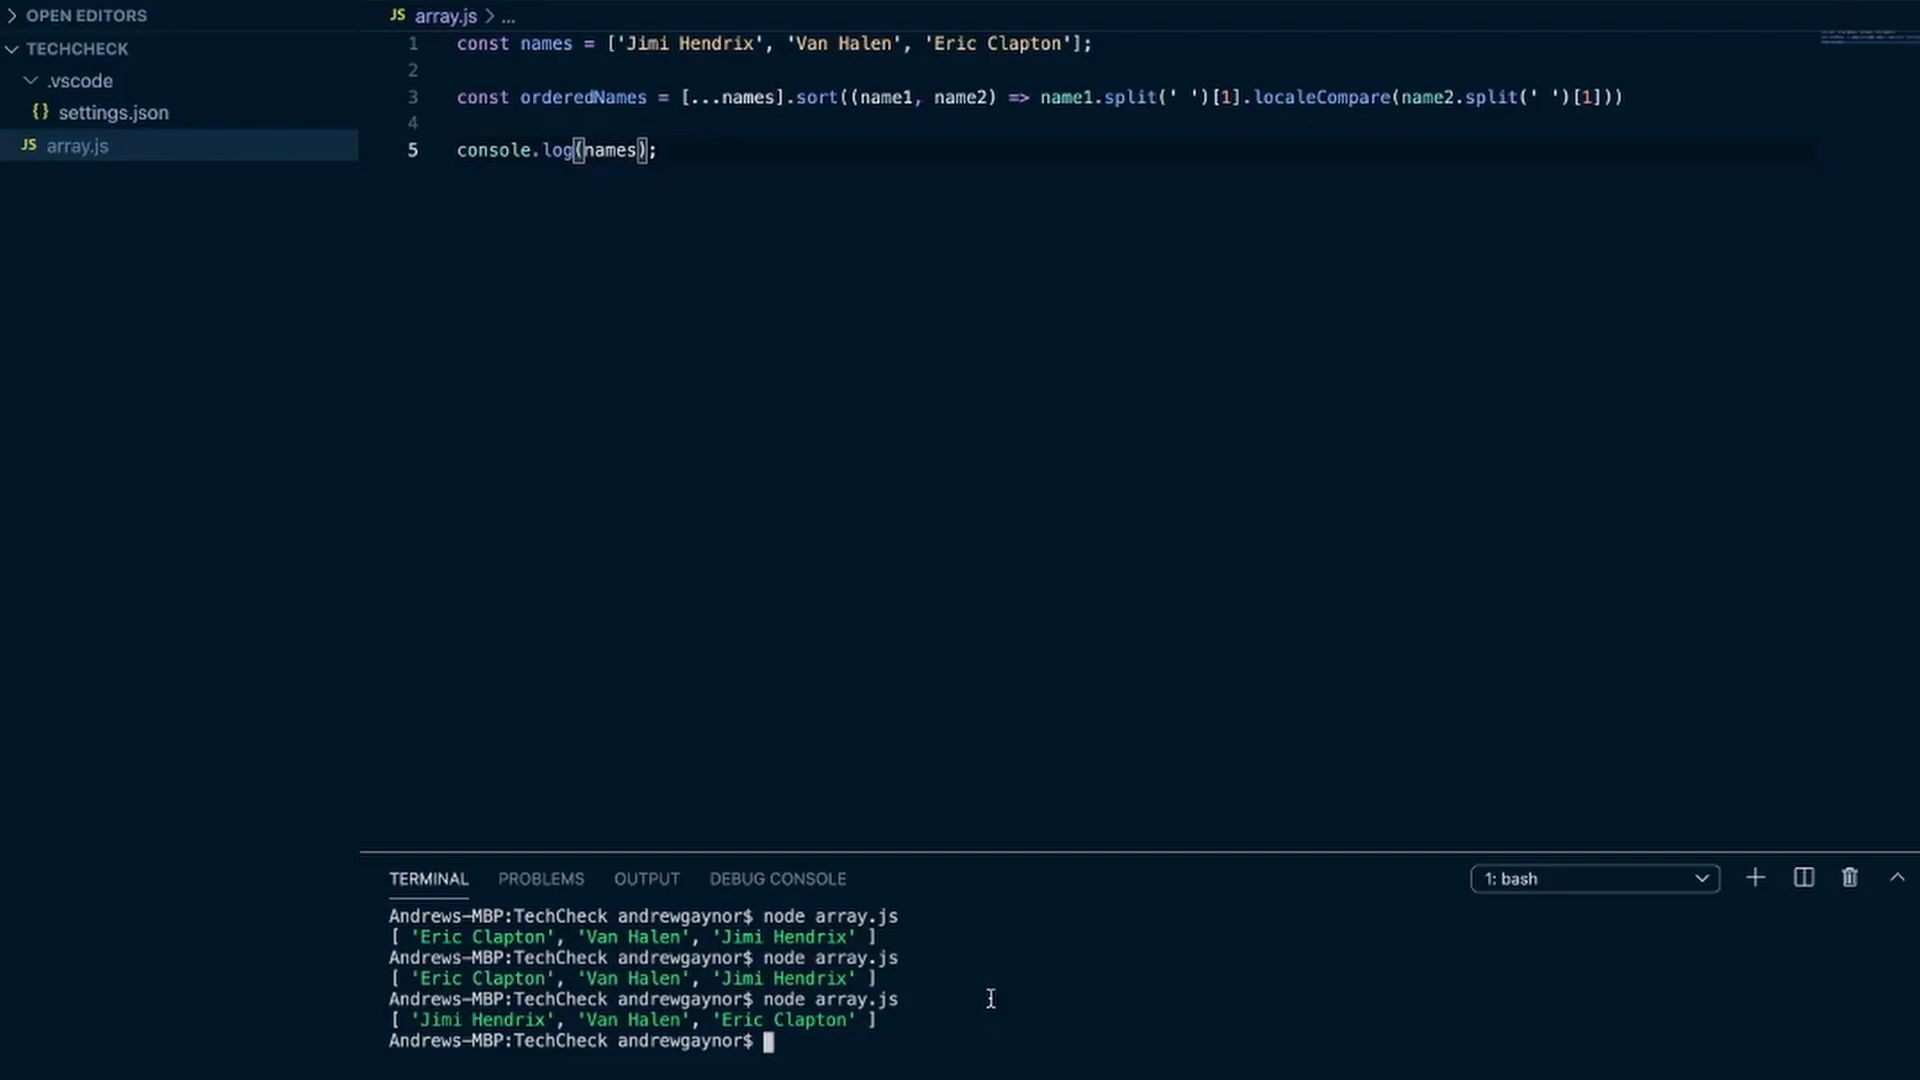 OPEN EDITORS
TECHCHECK
.vscode
{} settings.json
JS array.js
JS array.js > ...
1 const names = ['Jimi Hendrix', 'Van Halen', 'Eric Clapton'];
2
3 const orderedNames = [...names].sort((name1, name2) => name1.split(' ')[1].localeCompare(name2.split(' ')[1]))
4
5 console.log(names);
TERMINAL PROBLEMS OUTPUT DEBUG CONSOLE 1: bash
Andrews-MBP:TechCheck andrewgaynor$ node array.js
[ 'Eric Clapton', 'Van Halen', 'Jimi Hendrix' ]
Andrews-MBP:TechCheck andrewgaynor$ node array.js
[ 'Eric Clapton', 'Van Halen', 'Jimi Hendrix' ]
Andrews-MBP:TechCheck andrewgaynor$ node array.js
[ 'Jimi Hendrix', 'Van Halen', 'Eric Clapton' ]
Andrews-MBP:TechCheck andrewgaynor$